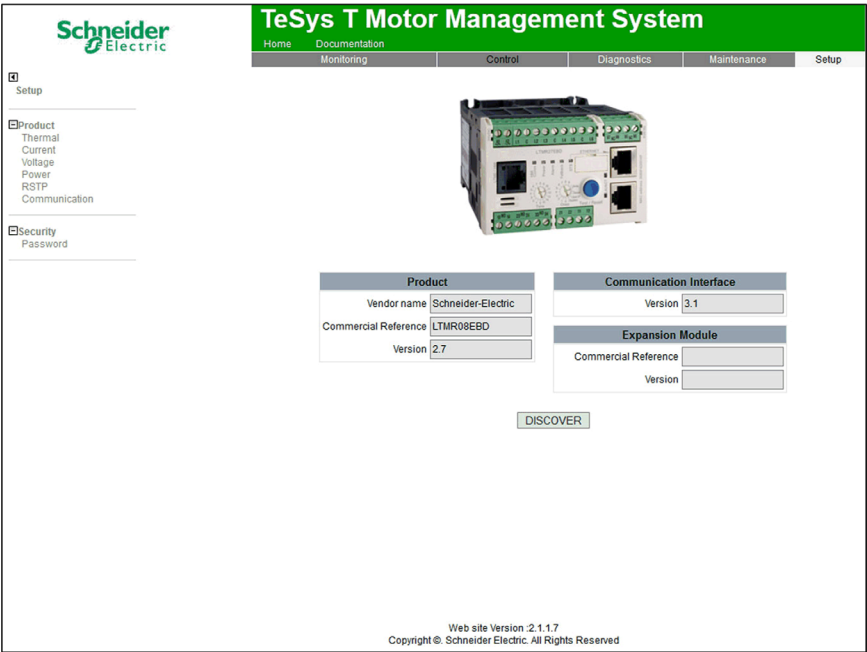 Schneider
Electric
TeSys T Motor Management System
Home Documentation
Monitoring Control Diagnostics Maintenance Setup
Setup
Product
Thermal
Current
Voltage
Power
RSTP
Communication
Security
Password
Product
Vendor name Schneider-Electric
Commercial Reference LTMR08EBD
Version 2.7
Communication Interface
Version 3.1
Expansion Module
Commercial Reference
Version
DISCOVER
Web site Version :2.1.1.7
Copyright ©. Schneider Electric. All Rights Reserved